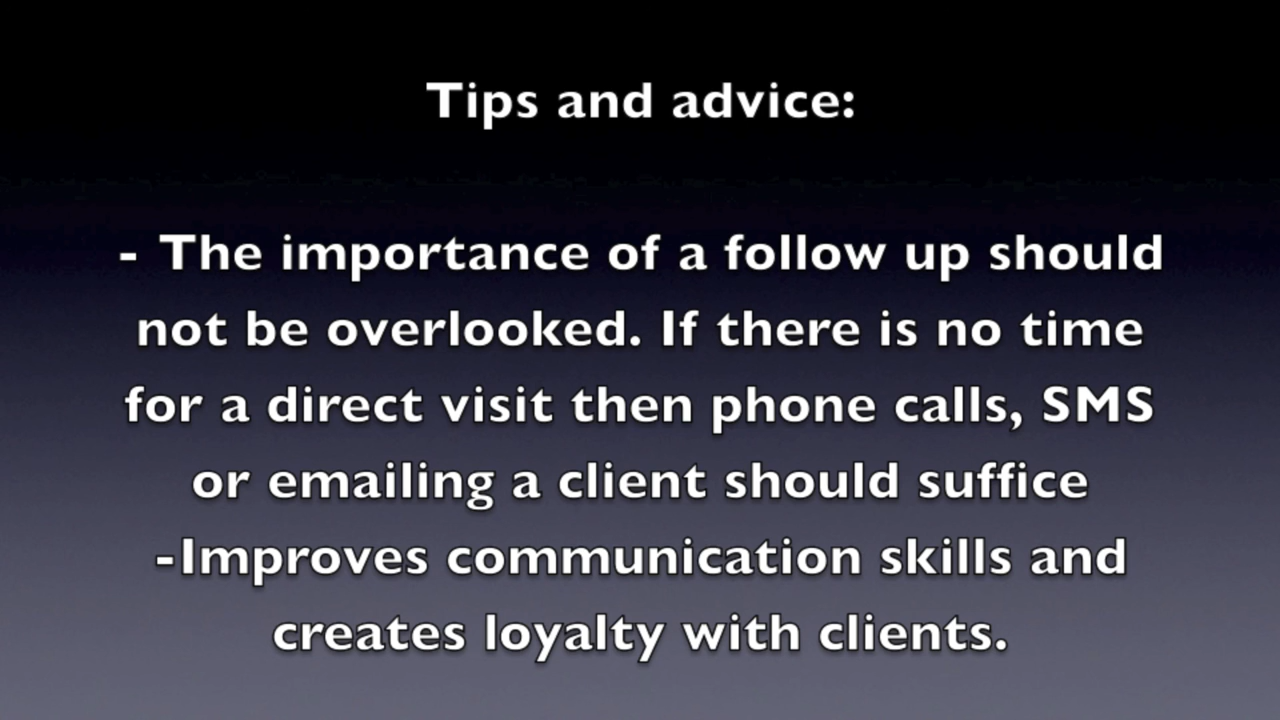 Tips and advice:
- The importance of a follow up should
not be overlooked. If there is no time
for a direct visit then phone calls, SMS
or emailing a client should suffice
-Improves communication skills and
creates loyalty with clients.